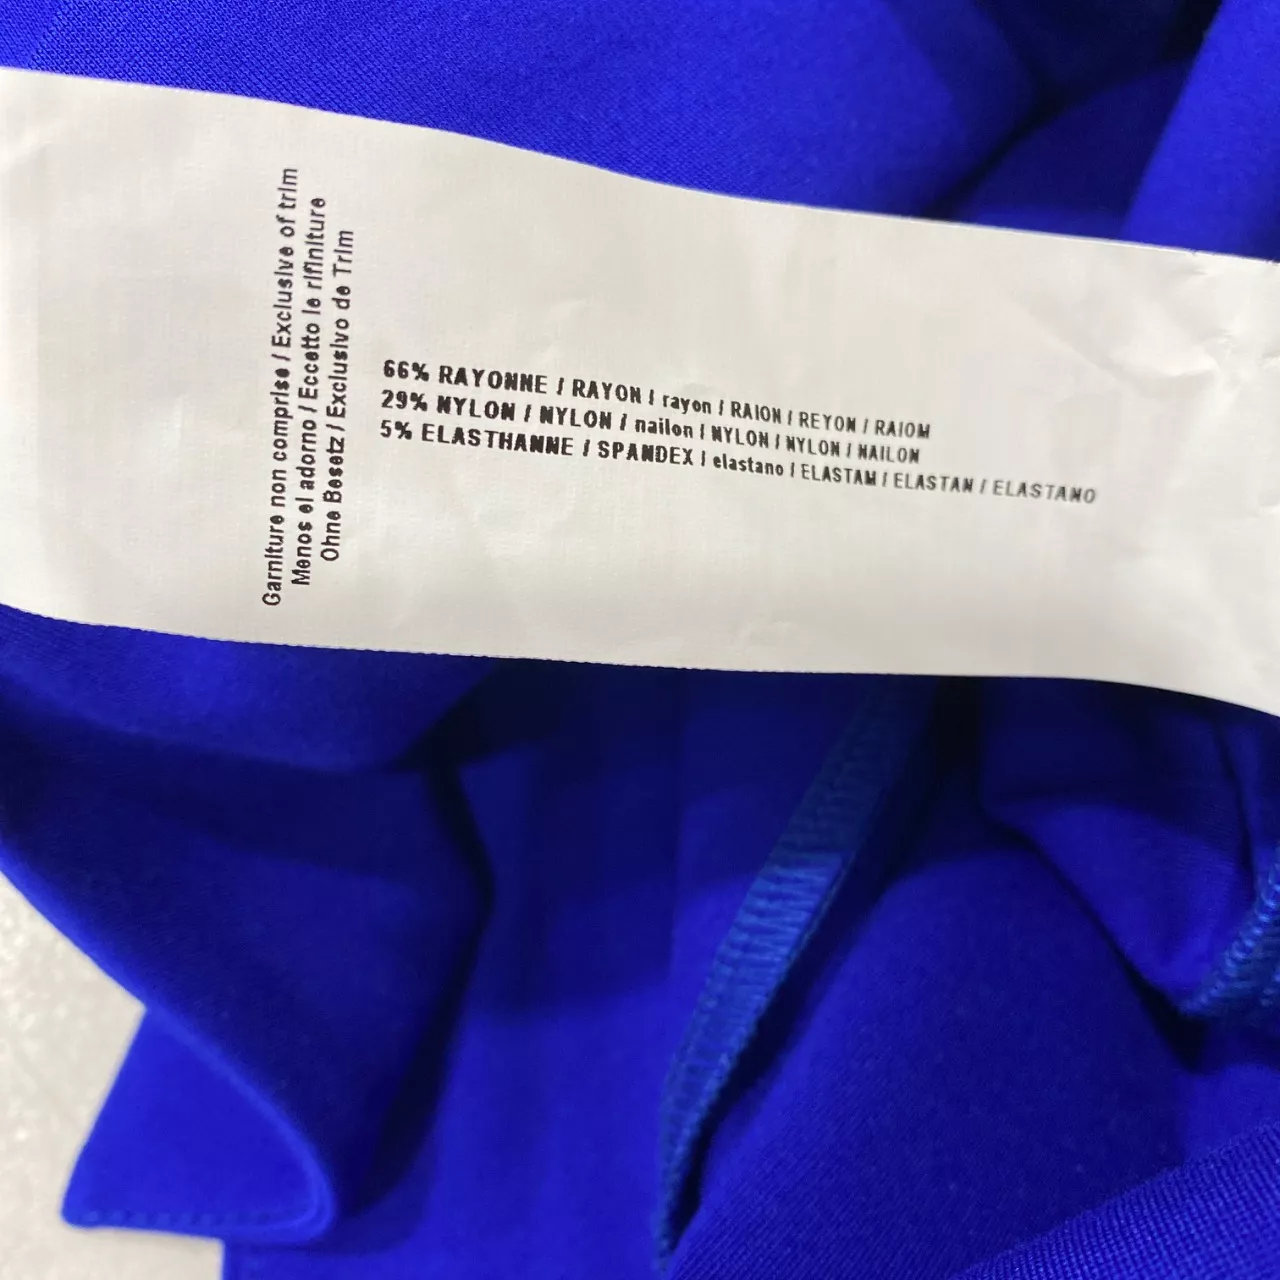 Garniture non comprise / Exclusive of trim
Menos el adorno / Eccetto le rifiniture
Ohne Besetz / Exclusivo de Trim
66% RAYONNE / RAYON / rayon / RAION / REYON / RAIOM
29% NYLON / NYLON / nailon / NYLON / NYLON / NAILON
5% ELASTHANNE / SPANDEX / elastano / ELASTAM / ELASTAN / ELASTANO